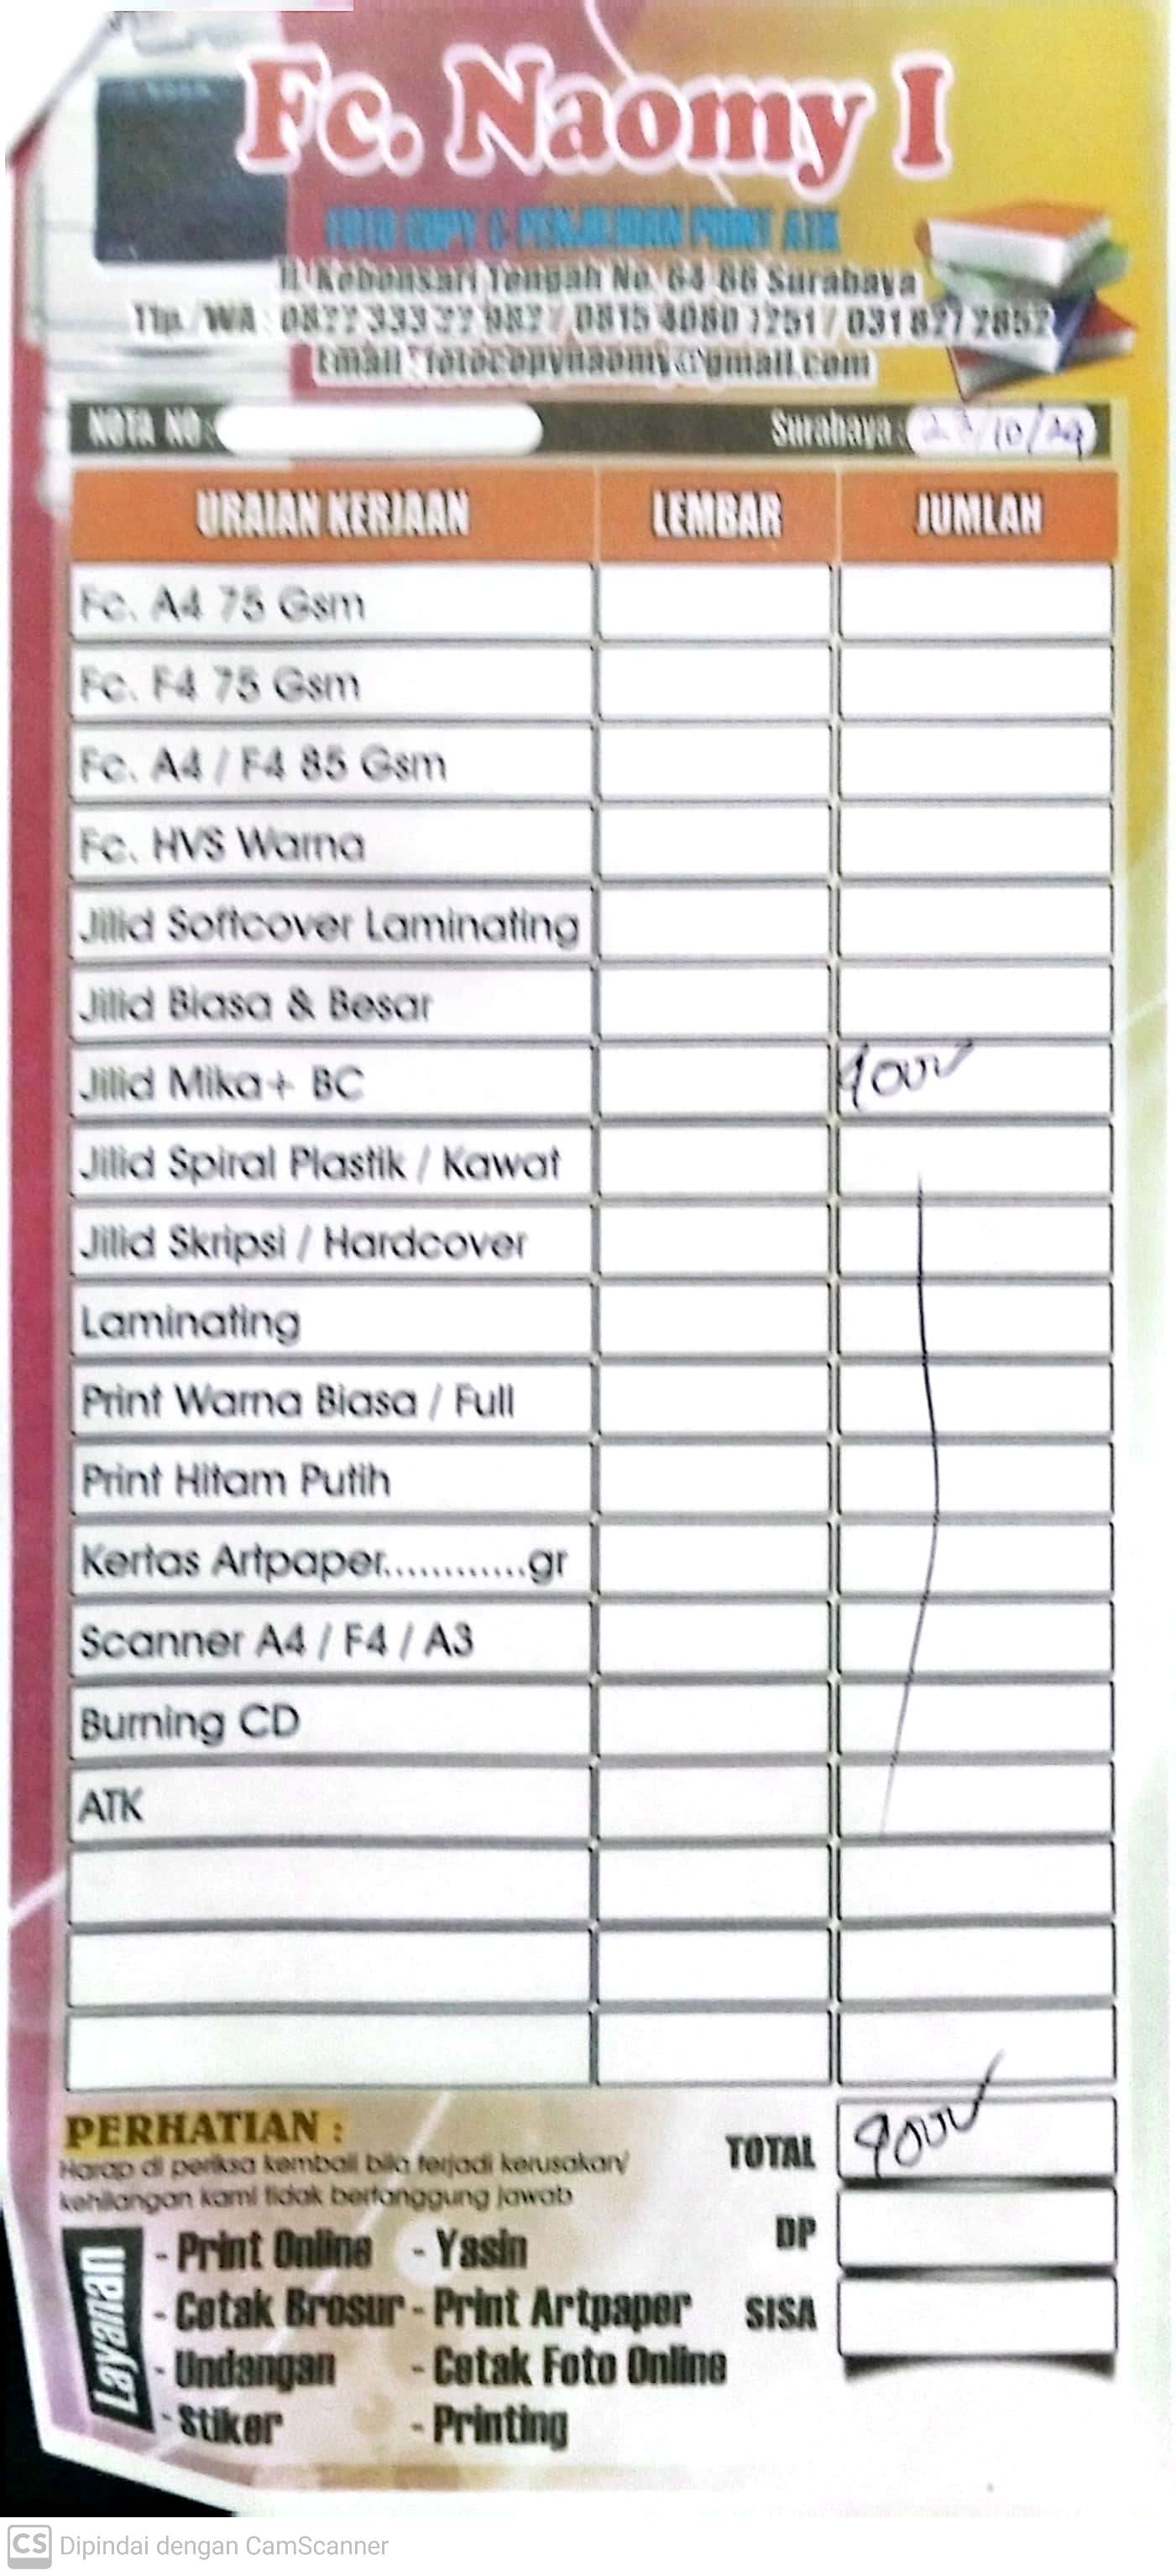 Fc. Naomy I
FOTO COPY & PENJILIDAN PRINT ATK
Jl. Kebonsari Tengah No. 64-66 Surabaya
Tlp. / WA : 0822 333 22 982 / 0815 4080 1251 / 031 827 2852
Email : fotocopynaomy@gmail.com
NOTA NO : Surabaya : 23/10/24
URAIAN KERJAAN LEMBAR JUMLAH
Fc. A4 75 Gsm
Fc. F4 75 Gsm
Fc. A4 / F4 85 Gsm
Fc. HVS Warna
Jilid Softcover Laminating
Jilid Biasa & Besar
Jilid Mika+ BC 9000
Jilid Spiral Plastik / Kawat
Jilid Skripsi / Hardcover
Laminating
Print Warna Biasa / Full
Print Hitam Putih
Kertas Artpaper............gr
Scanner A4 / F4 / A3
Burning CD
ATK
PERHATIAN :
Harap di periksa kembali bila terjadi kerusakan/
kehilangan kami tidak bertanggung jawab
TOTAL 9000
DP
SISA
Layanan
- Print Online - Yasin
- Cetak Brosur - Print Artpaper
- Undangan - Cetak Foto Online
- Stiker - Printing
CS Dipindai dengan CamScanner